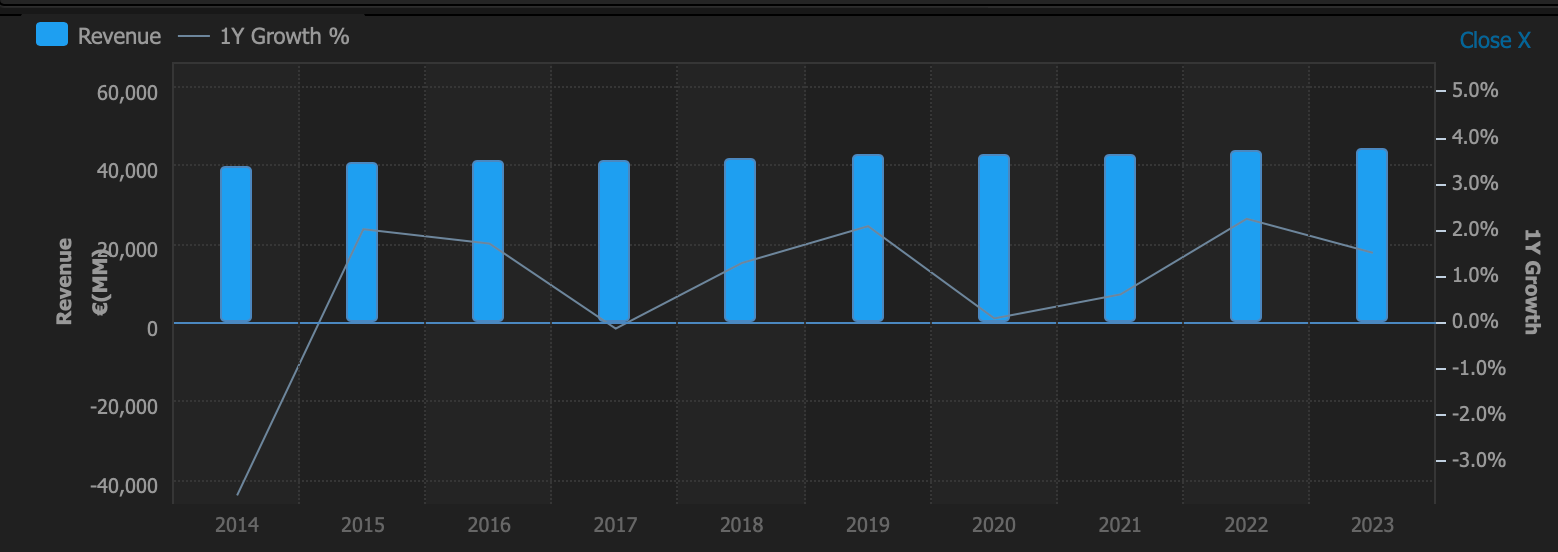 Revenue 1Y Growth %
Close X
60,000
40,000
20,000
0
-20,000
-40,000
Revenue
€(MM)
5.0%
4.0%
3.0%
2.0%
1.0%
0.0%
-1.0%
-2.0%
-3.0%
1Y Growth
2014 2015 2016 2017 2018 2019 2020 2021 2022 2023